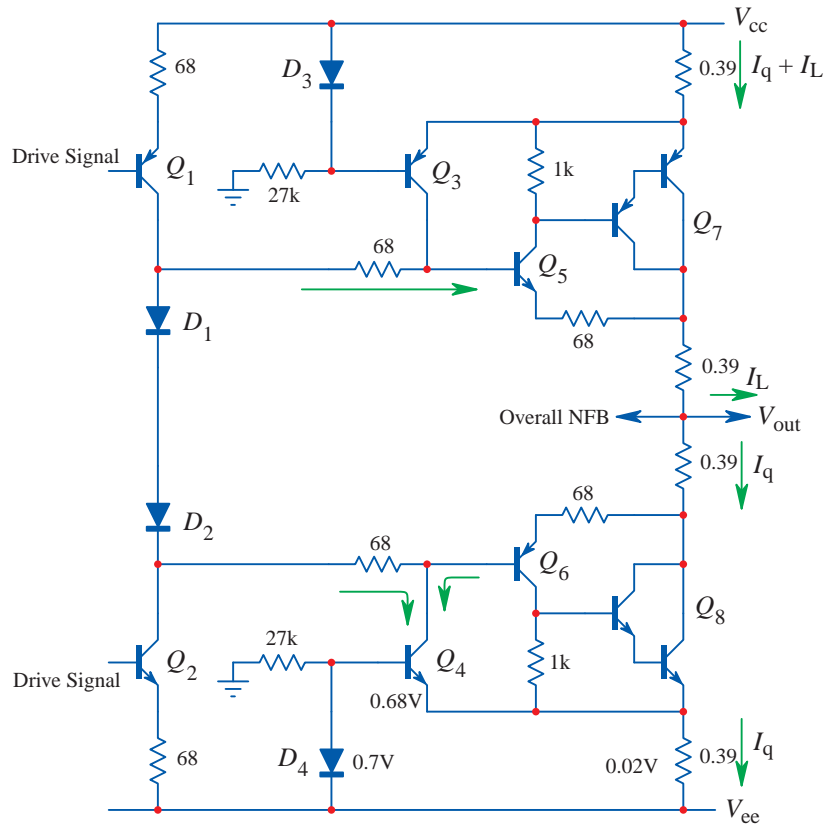 V_cc
68
D_3
0.39
I_q + I_L
Drive Signal
Q_1
27k
Q_3
1k
Q_7
68
Q_5
D_1
68
0.39
I_L
Overall NFB
V_out
0.39
I_q
68
D_2
68
Q_6
Q_8
27k
Q_2
Q_4
1k
Drive Signal
0.68V
I_q
68
D_4
0.7V
0.02V
0.39
V_ee